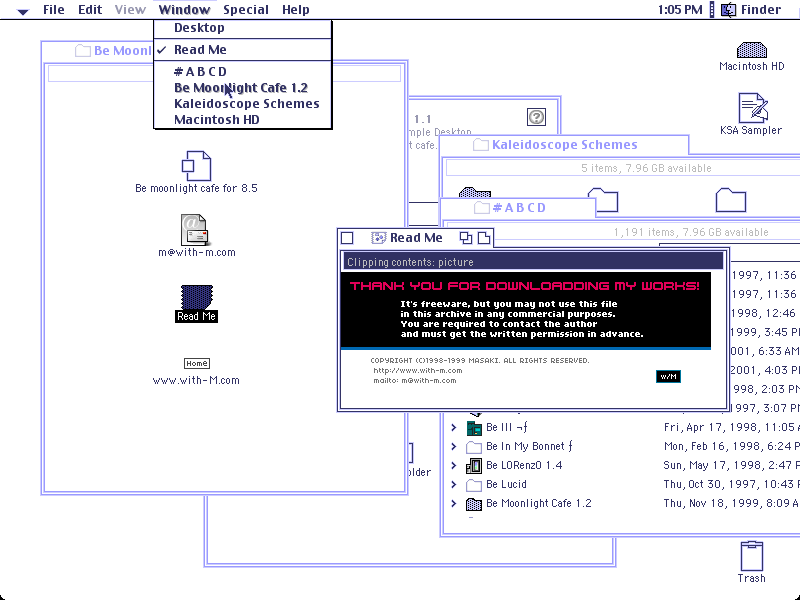 File Edit View Window Special Help
1:05 PM Finder
Desktop
✓ Read Me
# A B C D
Be Moonlight Cafe 1.2
Kaleidoscope Schemes
Macintosh HD
Be Moonl
Be moonlight cafe for 8.5
m@with-m.com
Read Me
Home
www.with-M.com
1.1
mple Desktop
t cafe.
older
Kaleidoscope Schemes
5 items, 7.96 GB available
# A B C D
1,191 items, 7.96 GB available
Read Me
Clipping contents: picture
THANK YOU FOR DOWNLOADDING MY WORKS!
It's freeware, but you may not use this file
in this archive in any commercial purposes.
You are required to contact the author
and must get the written permission in advance.
COPYRIGHT (C)1998-1999 MASAKI. ALL RIGHTS RESERVED.
http://www.with-m.com
mailto: m@with-m.com
w/M
1997, 11:36
1997, 11:36
1998, 12:46
1999, 3:45 P
001, 6:33 AM
2001, 4:03 P
998, 2:03 P
1997, 3:07 P
Be III ¬ƒ Fri, Apr 17, 1998, 11:05 A
Be In My Bonnet ƒ Mon, Feb 16, 1998, 6:24 P
Be LORenzO 1.4 Sun, May 17, 1998, 2:47 P
Be Lucid Thu, Oct 30, 1997, 10:43 P
Be Moonlight Cafe 1.2 Thu, Nov 18, 1999, 8:09 A
Macintosh HD
KSA Sampler
Trash